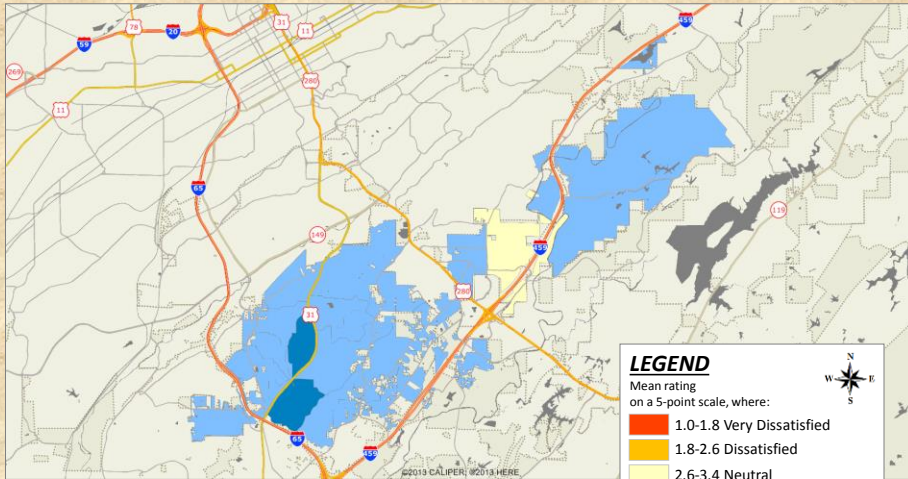 78
31
11
59
20
280
269
11
65
149
459
119
459
280
31
65
459
©2013 CALIPER; ©2013 HERE
LEGEND
N
W E
S
Mean rating
on a 5-point scale, where:
1.0-1.8 Very Dissatisfied
1.8-2.6 Dissatisfied
2.6-3.4 Neutral